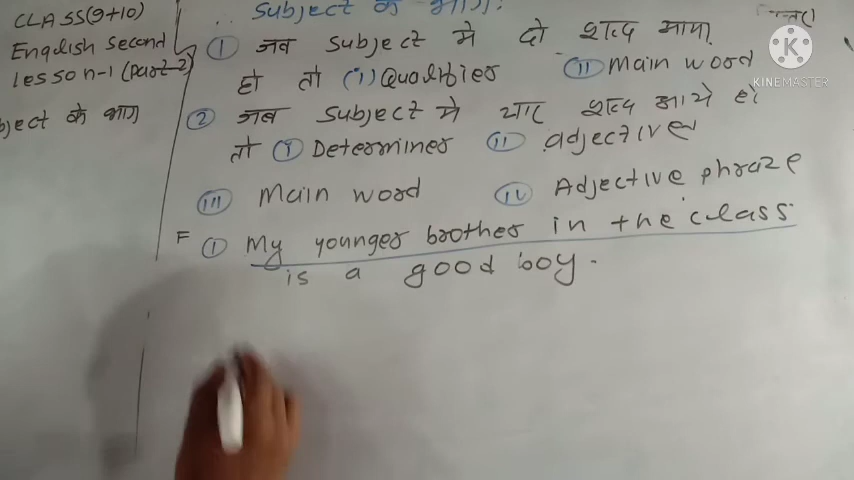 CLASS(9+10)
English second
lesson-1 (part-2)
ject के भाग
Subject के भाग:
① जब subject मे दो शब्द आया
हो तो (i) Qualifier (ii) main word
② जब subject मे चार शब्द आये हो
तो (i) Determiner (ii) adjective
(iii) main word (iv) Adjective phraze
F ① My younger brother in the class
is a good boy.
KINEMASTER